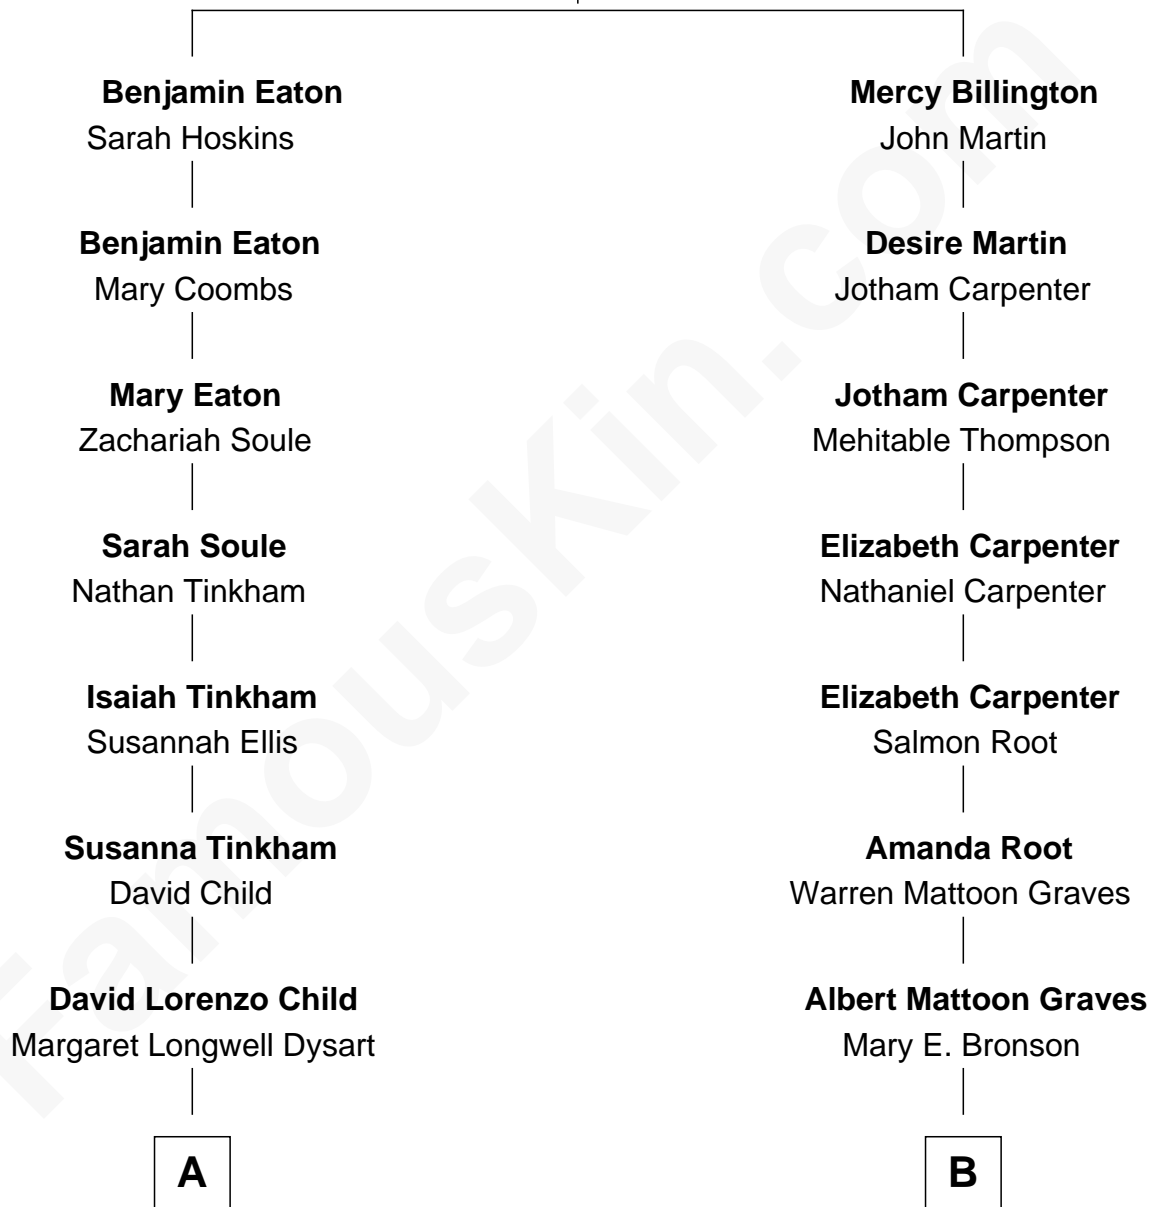 Benjamin Eaton
Sarah Hoskins
Benjamin Eaton
Mary Coombs
Mary Eaton
Zachariah Soule
Sarah Soule
Nathan Tinkham
Isaiah Tinkham
Susannah Ellis
Susanna Tinkham
David Child
David Lorenzo Child
Margaret Longwell Dysart
A
Mercy Billington
John Martin
Desire Martin
Jotham Carpenter
Jotham Carpenter
Mehitable Thompson
Elizabeth Carpenter
Nathaniel Carpenter
Elizabeth Carpenter
Salmon Root
Amanda Root
Warren Mattoon Graves
Albert Mattoon Graves
Mary E. Bronson
B
FamousKin.com